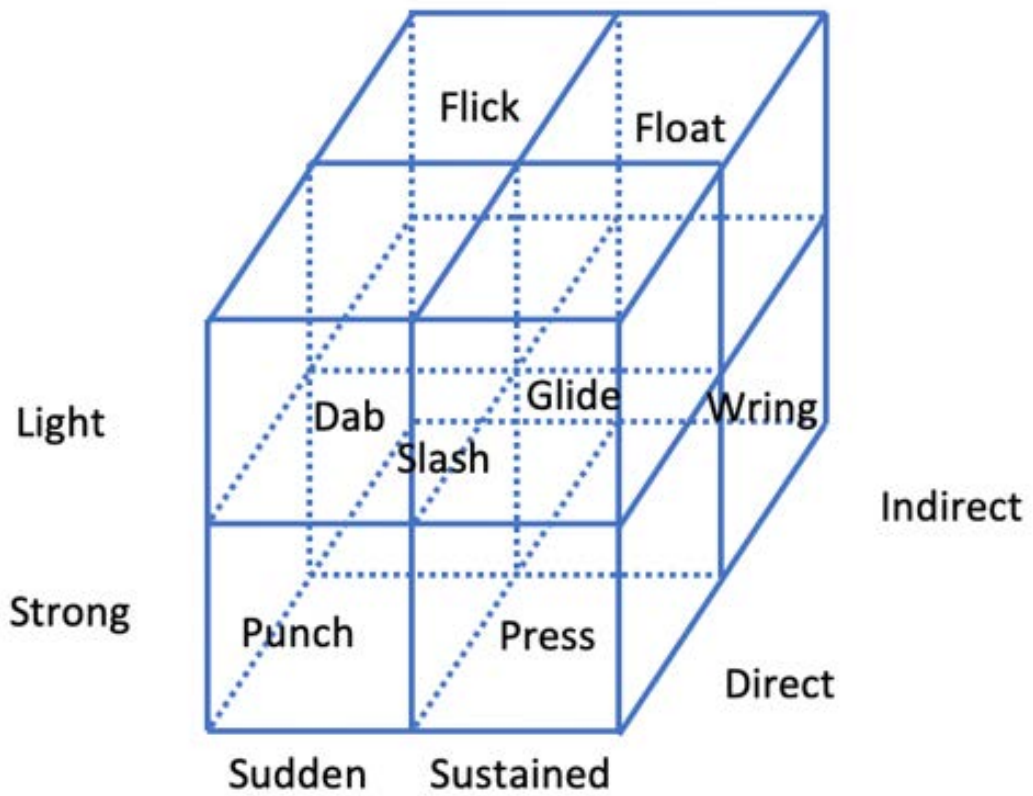 Flick
Float
Light
Dab
Glide
Wring
Slash
Indirect
Strong
Punch
Press
Direct
Sudden
Sustained